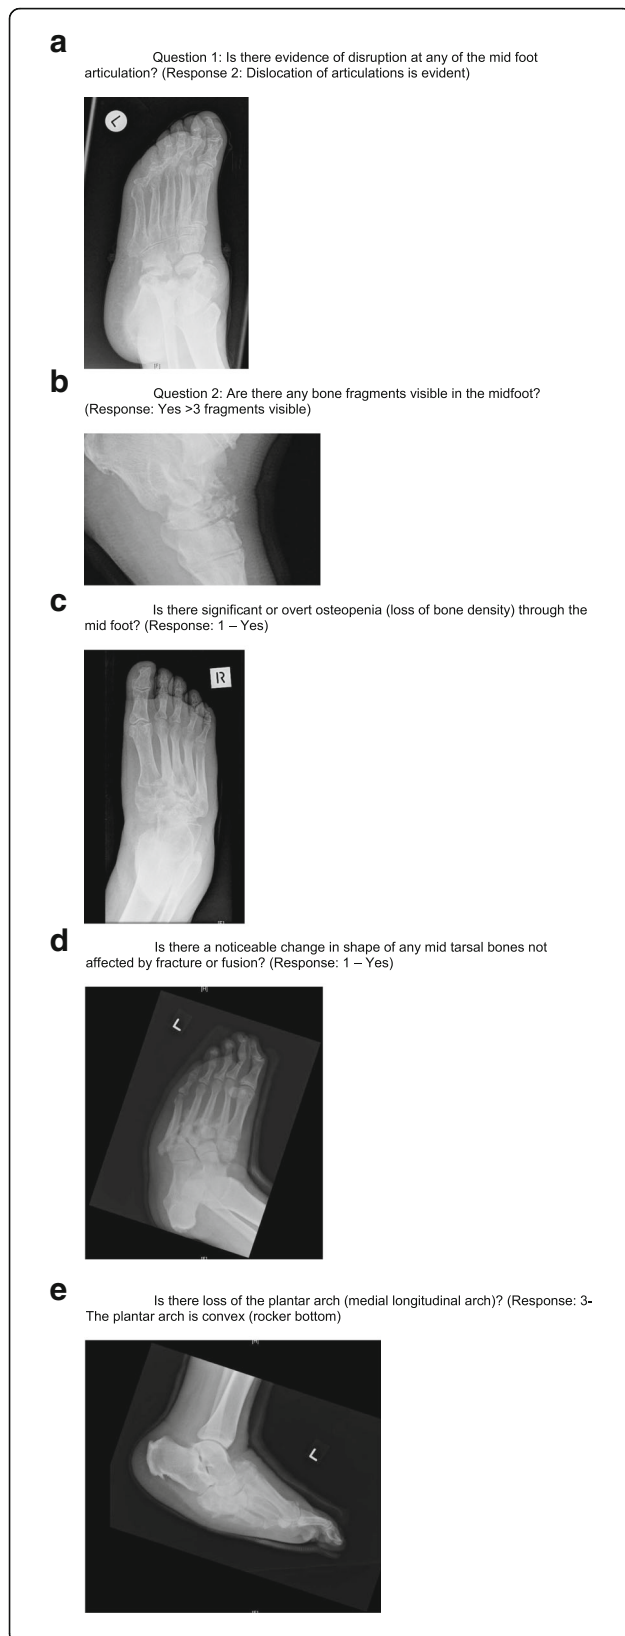 a
Question 1: Is there evidence of disruption at any of the mid foot
articulation? (Response 2: Dislocation of articulations is evident)
L
b
Question 2: Are there any bone fragments visible in the midfoot?
(Response: Yes >3 fragments visible)
c
Is there significant or overt osteopenia (loss of bone density) through the
mid foot? (Response: 1 – Yes)
R
d
Is there a noticeable change in shape of any mid tarsal bones not
affected by fracture or fusion? (Response: 1 – Yes)
[H]
L
e
Is there loss of the plantar arch (medial longitudinal arch)? (Response: 3-
The plantar arch is convex (rocker bottom)
[H]
L